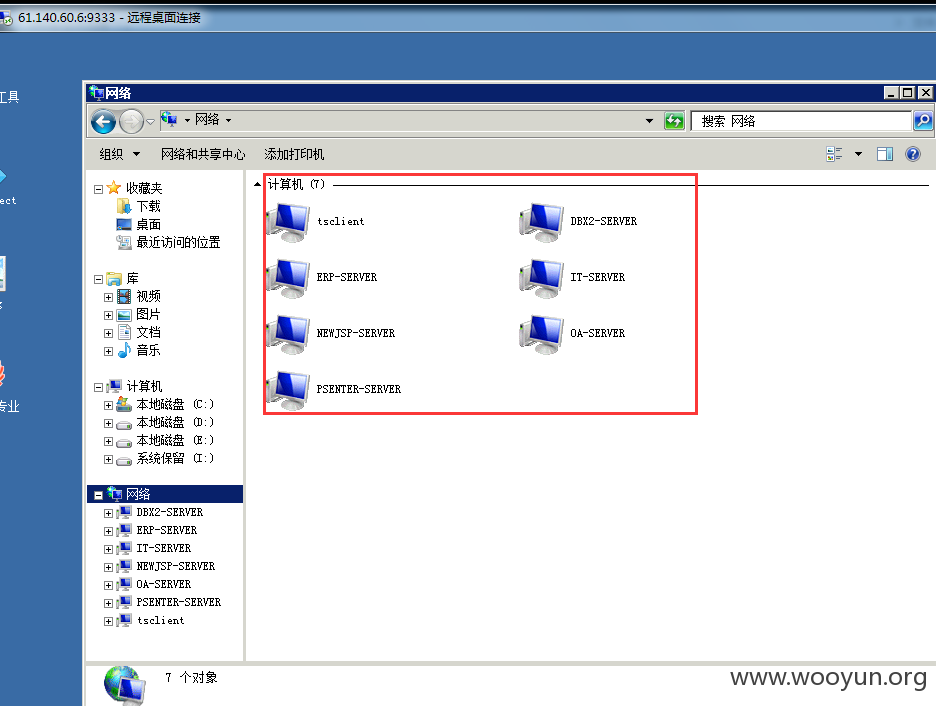 61.140.60.6:9333 - 远程桌面连接
工具
ect
专业
网络
网络
搜索 网络
组织
网络和共享中心
添加打印机
收藏夹
下载
桌面
最近访问的位置
库
视频
图片
文档
音乐
计算机
本地磁盘 (C:)
本地磁盘 (D:)
本地磁盘 (E:)
系统保留 (I:)
网络
DBX2-SERVER
ERP-SERVER
IT-SERVER
NEWJSP-SERVER
OA-SERVER
PSENTER-SERVER
tsclient
计算机 (7)
tsclient
DBX2-SERVER
ERP-SERVER
IT-SERVER
NEWJSP-SERVER
OA-SERVER
PSENTER-SERVER
7 个对象
www.wooyun.org